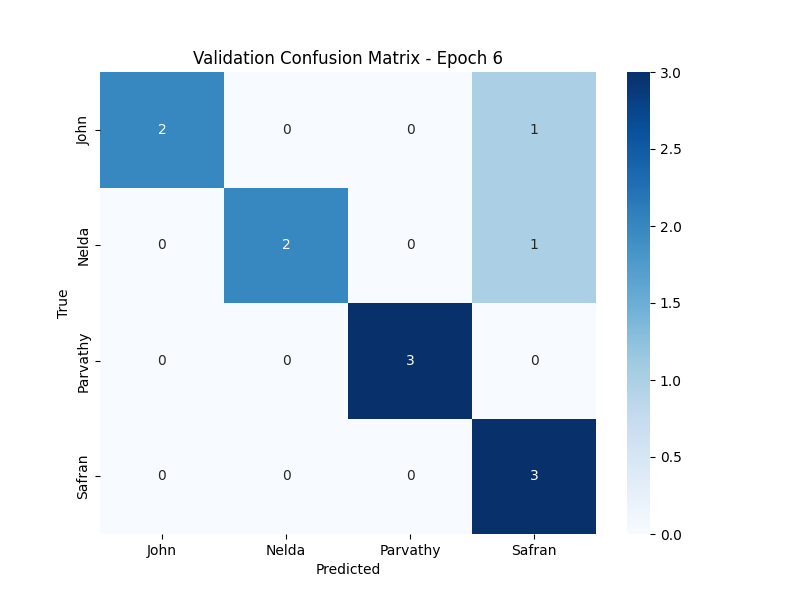 Validation Confusion Matrix - Epoch 6
John
2
0
0
1
Nelda
0
2
0
1
Parvathy
0
0
3
0
Safran
0
0
0
3
True
John
Nelda
Parvathy
Safran
Predicted
3.0
2.5
2.0
1.5
1.0
0.5
0.0